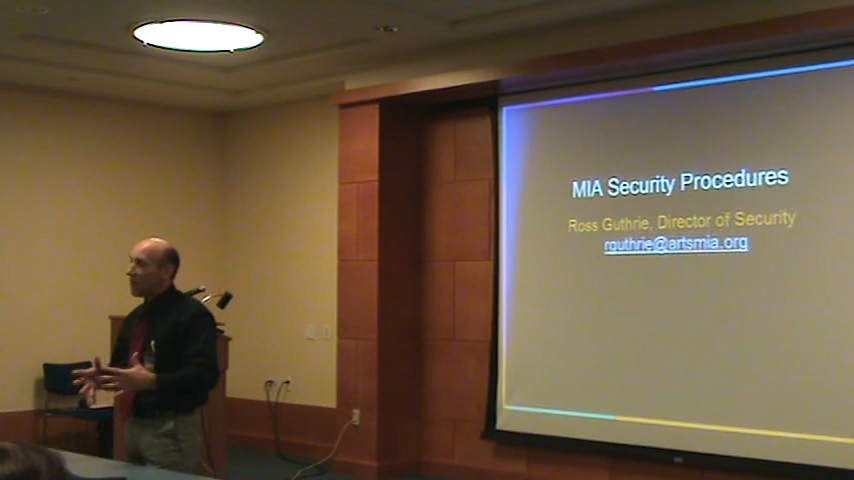 MIA Security Procedures
Ross Guthrie, Director of Security
rguthrie@artsmia.org